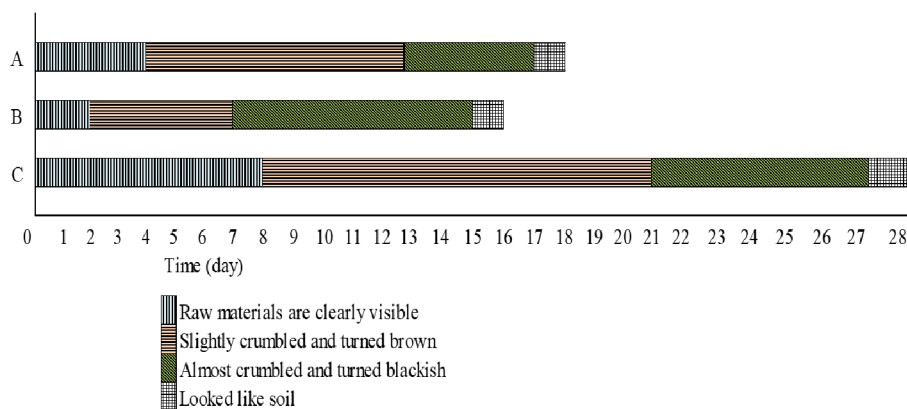 A
B
C
0 1 2 3 4 5 6 7 8 9 10 11 12 13 14 15 16 17 18 19 20 21 22 23 24 25 26 27 28
Time (day)
Raw materials are clearly visible
Slightly crumbled and turned brown
Almost crumbled and turned blackish
Looked like soil